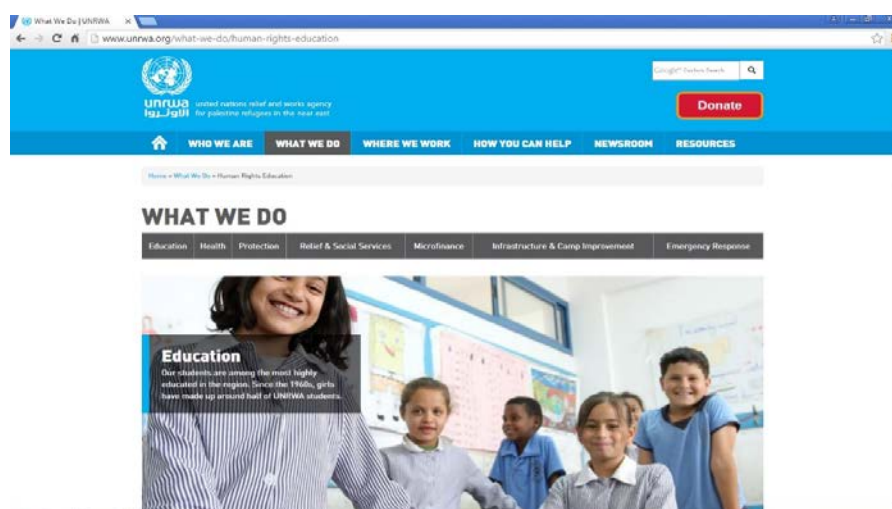 What We Do | UNRWA
www.unrwa.org/what-we-do/human-rights-education
Google™ Custom Search
unrwa
الأونروا
united nations relief and works agency
for palestine refugees in the near east
Donate
WHO WE ARE WHAT WE DO WHERE WE WORK HOW YOU CAN HELP NEWSROOM RESOURCES
Home » What We Do » Human Rights Education
WHAT WE DO
Education Health Protection Relief & Social Services Microfinance Infrastructure & Camp Improvement Emergency Response
Education
Our students are among the most highly
educated in the region. Since the 1960s, girls
have made up around half of UNRWA students.